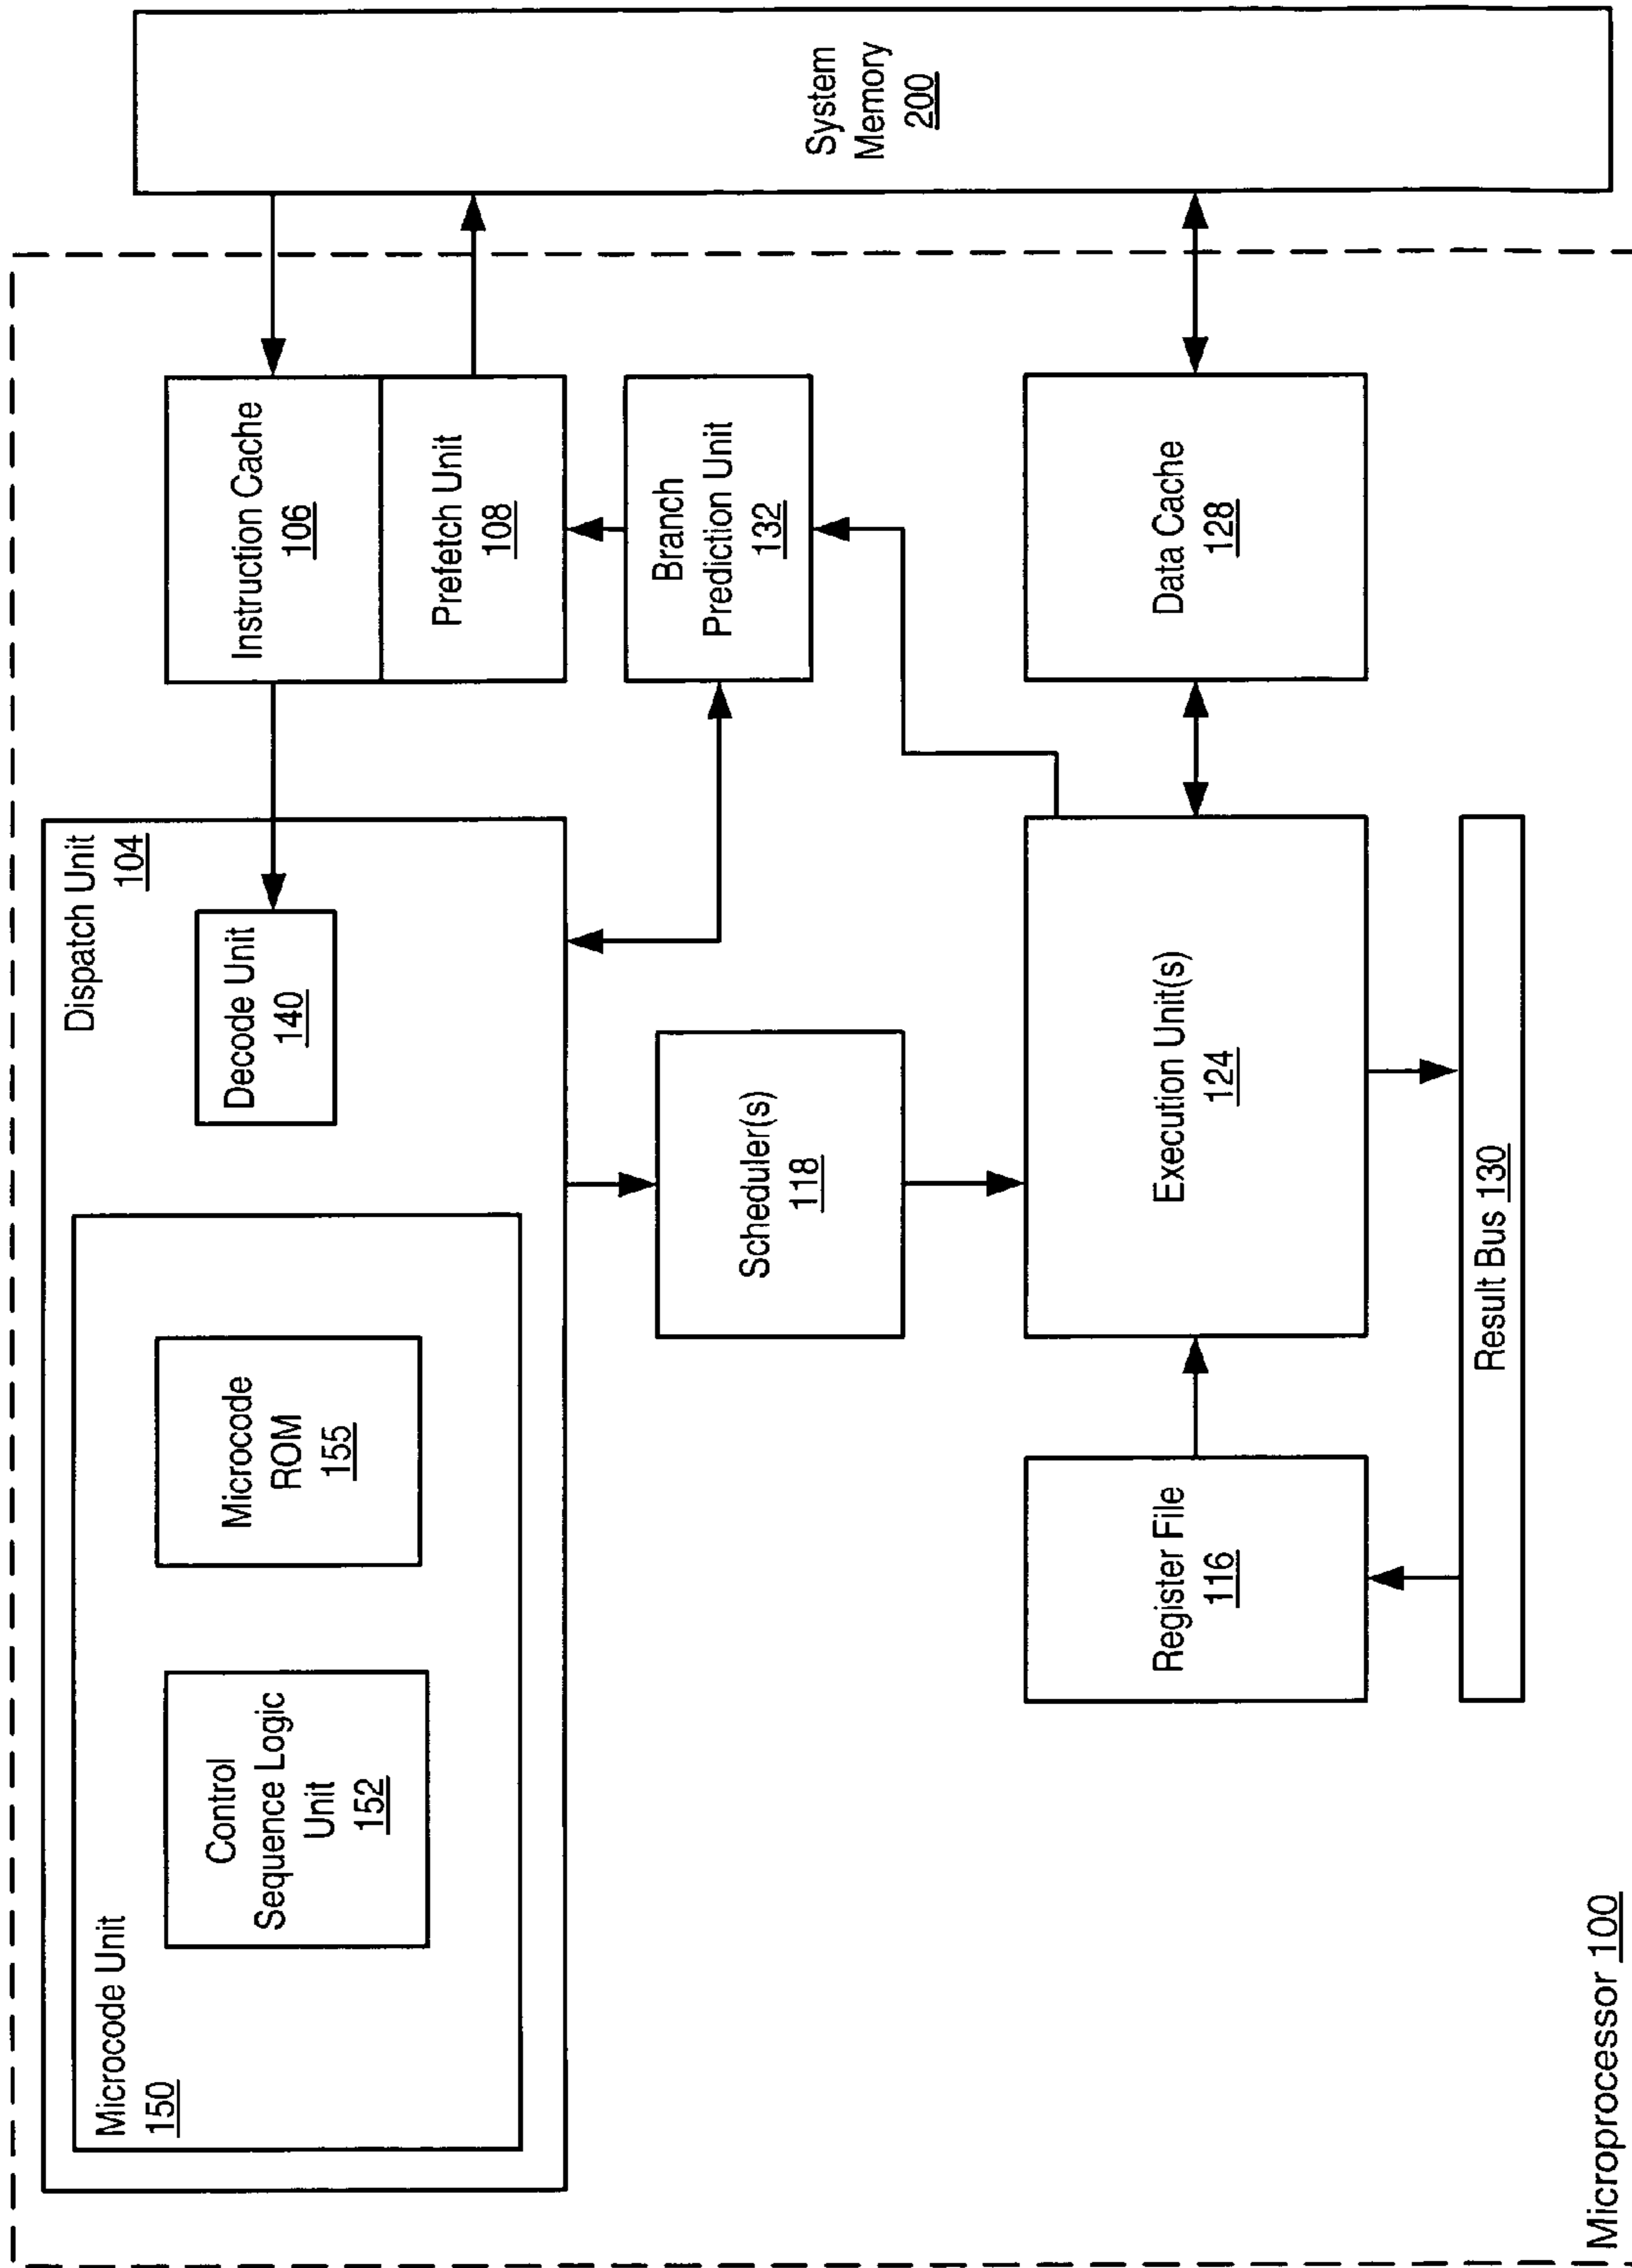 Microprocessor 100
Dispatch Unit
104
Microcode Unit
150
Control
Sequence Logic
Unit
152
Microcode
ROM
155
Decode Unit
140
Instruction Cache
106
Prefetch Unit
108
Branch
Prediction Unit
132
Scheduler(s)
118
Register File
116
Execution Unit(s)
124
Data Cache
128
Result Bus 130
System
Memory
200